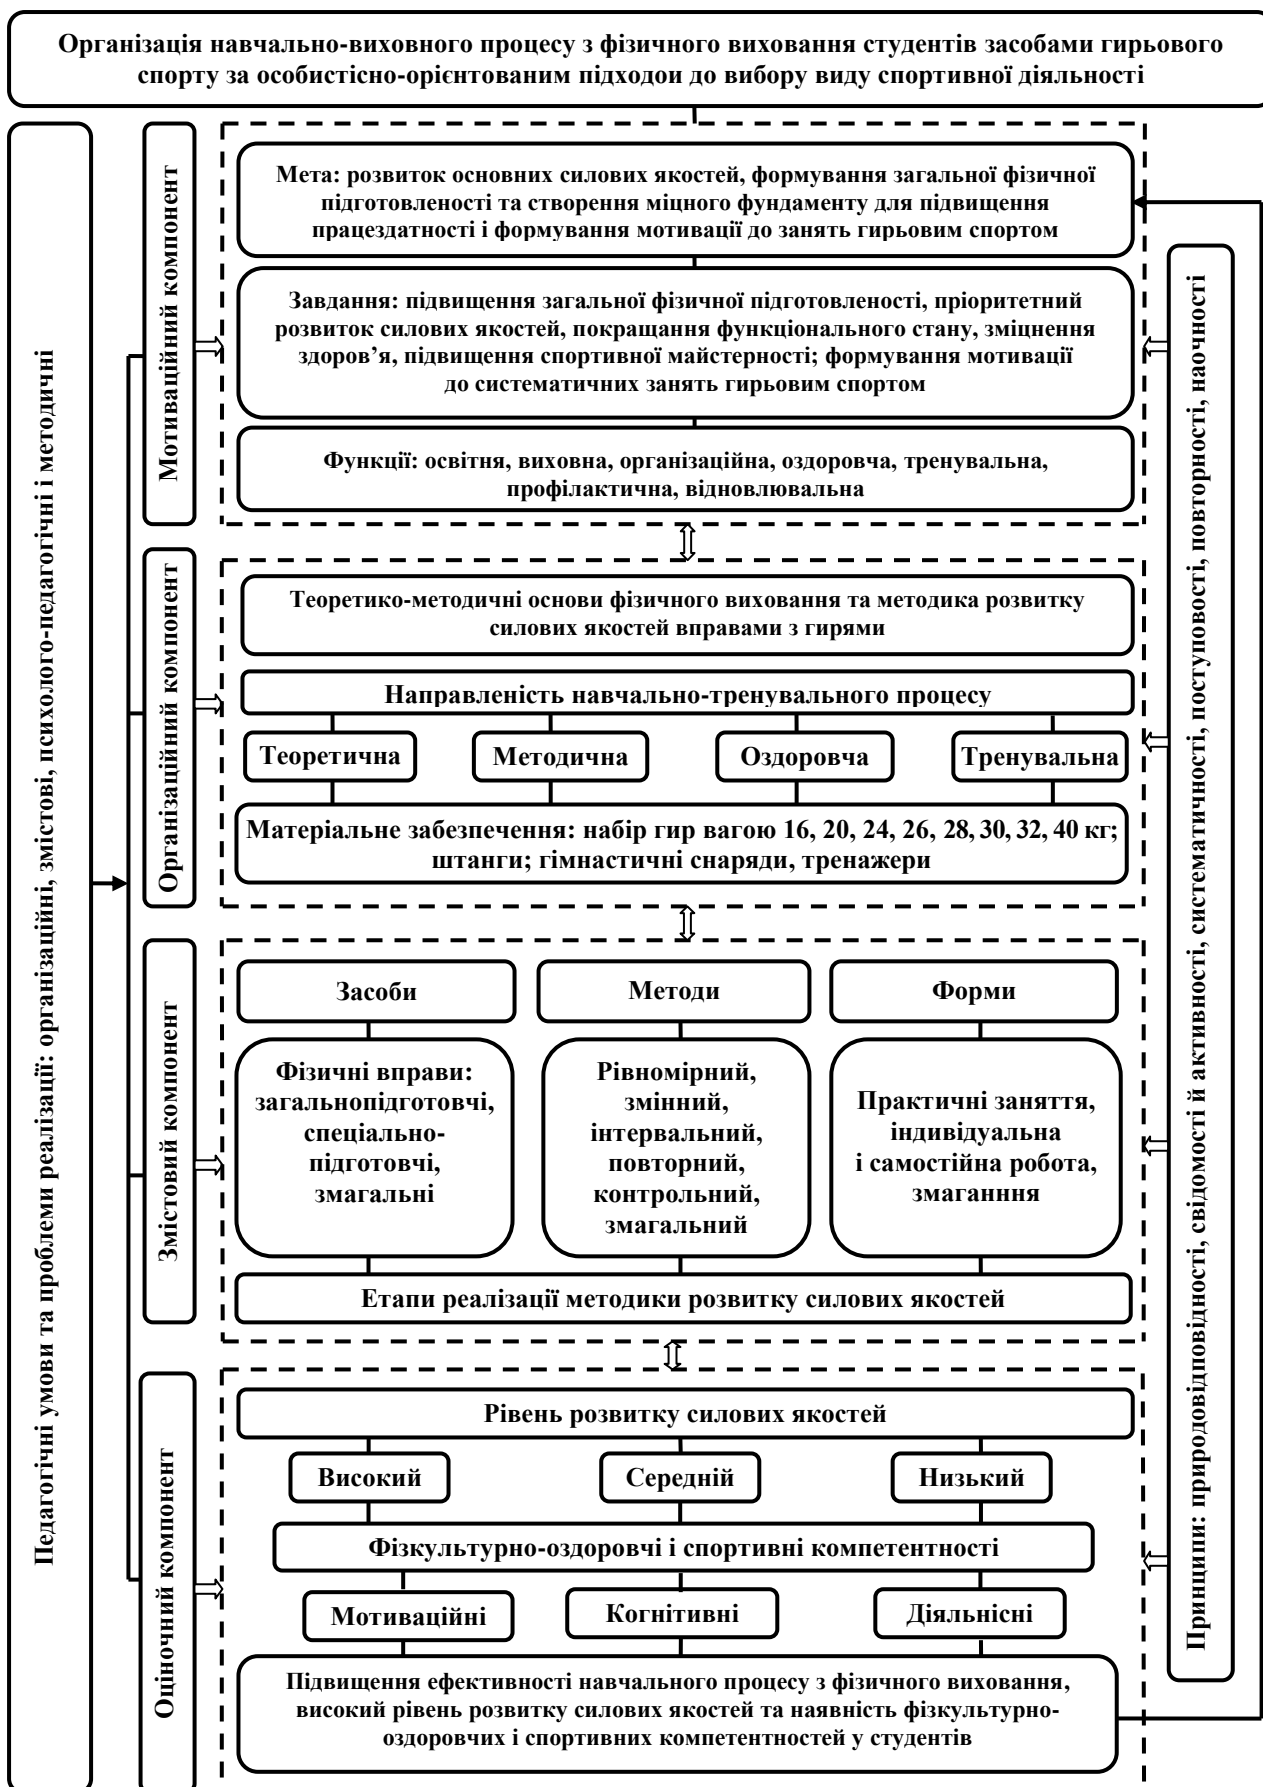 Організація навчально-виховного процесу з фізичного виховання студентів засобами гирьового
спорту за особистісно-орієнтованим підходои до вибору виду спортивної діяльності
Педагогічні умови та проблеми реалізації: організаційні, змістові, психолого-педагогічні і методичні
Мотиваційний компонент
Мета: розвиток основних силових якостей, формування загальної фізичної
підготовленості та створення міцного фундаменту для підвищення
працездатності і формування мотивації до занять гирьовим спортом
Завдання: підвищення загальної фізичної підготовленості, пріоритетний
розвиток силових якостей, покращання функціонального стану, зміцнення
здоров’я, підвищення спортивної майстерності; формування мотивації
до систематичних занять гирьовим спортом
Функції: освітня, виховна, організаційна, оздоровча, тренувальна,
профілактична, відновлювальна
Організаційний компонент
Теоретико-методичні основи фізичного виховання та методика розвитку
силових якостей вправами з гирями
Направленість навчально-тренувального процесу
Теоретична
Методична
Оздоровча
Тренувальна
Матеріальне забезпечення: набір гир вагою 16, 20, 24, 26, 28, 30, 32, 40 кг;
штанги; гімнастичні снаряди, тренажери
Змістовий компонент
Засоби
Методи
Форми
Фізичні вправи:
загальнопідготовчі,
спеціально-
підготовчі,
змагальні
Рівномірний,
змінний,
інтервальний,
повторний,
контрольний,
змагальний
Практичні заняття,
індивідуальна
і самостійна робота,
змаганння
Етапи реалізації методики розвитку силових якостей
Оціночний компонент
Рівень розвитку силових якостей
Високий
Середній
Низький
Фізкультурно-оздоровчі і спортивні компетентності
Мотиваційні
Когнітивні
Діяльнісні
Підвищення ефективності навчального процесу з фізичного виховання,
високий рівень розвитку силових якостей та наявність фізкультурно-
оздоровчих і спортивних компетентностей у студентів
Принципи: природовідповідності, свідомості й активності, систематичності, поступовості, повторності, наочності